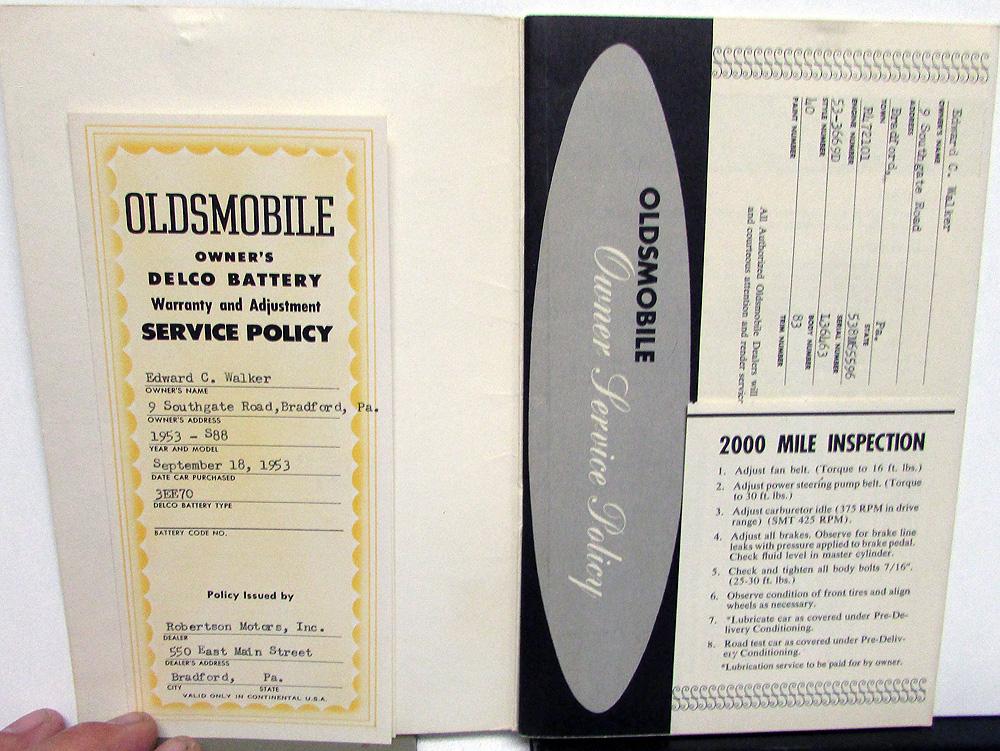 OLDSMOBILE
OWNER'S
DELCO BATTERY
Warranty and Adjustment
SERVICE POLICY
Edward C. Walker
OWNER'S NAME
9 Southgate Road,Bradford, Pa.
OWNER'S ADDRESS
1953 - S88
YEAR AND MODEL
September 18, 1953
DATE CAR PURCHASED
3EE70
DELCO BATTERY TYPE
BATTERY CODE NO.
Policy Issued by
Robertson Motors, Inc.
DEALER
550 East Main Street
DEALER'S ADDRESS
Bradford, Pa.
CITY STATE
VALID ONLY IN CONTINENTAL U.S.A.
OLDSMOBILE
Owner Service Policy
Edward C. Walker
OWNER'S NAME
9 Southgate Road
ADDRESS
Bradford, Pa.
TOWN STATE
R472101 538M65596
ENGINE NUMBER SERIAL NUMBER
53-3669D L36463
STYLE NUMBER BODY NUMBER
40 83
PAINT NUMBER TRIM NUMBER
All Authorized Oldsmobile Dealers will
and courteous attention and render service
2000 MILE INSPECTION
1. Adjust fan belt. (Torque to 16 ft. lbs.)
2. Adjust power steering pump belt. (Torque
to 30 ft. lbs.)
3. Adjust carburetor idle (375 RPM in drive
range) (SMT 425 RPM).
4. Adjust all brakes. Observe for brake line
leaks with pressure applied to brake pedal.
Check fluid level in master cylinder.
5. Check and tighten all body bolts 7/16".
(25-30 ft. lbs.)
6. Observe condition of front tires and align
wheels as necessary.
7. *Lubricate car as covered under Pre-De-
livery Conditioning.
8. Road test car as covered under Pre-Deliv-
ery Conditioning.
*Lubrication service to be paid for by owner.